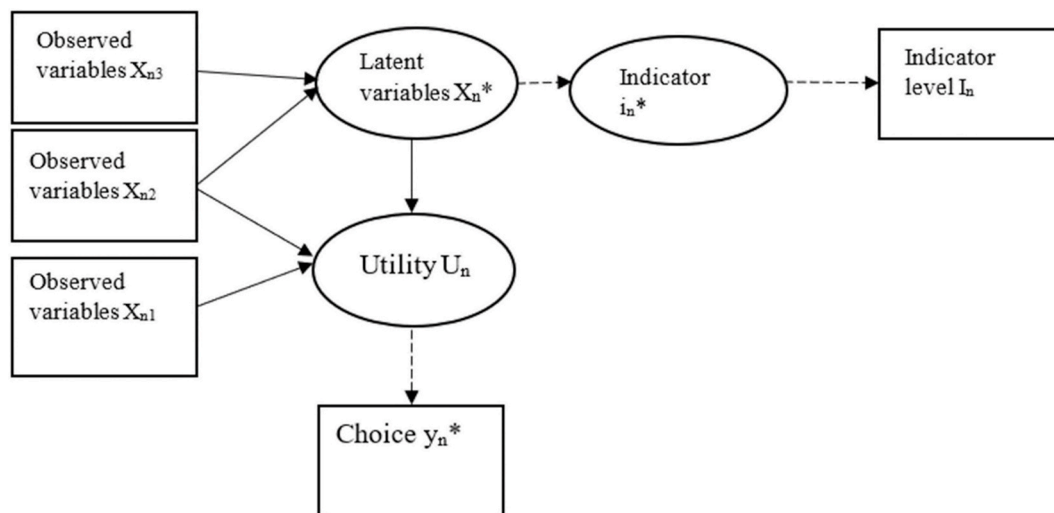 Observed
variables Xn3
Latent
variables Xn*
Indicator
in*
Indicator
level In
Observed
variables Xn2
Utility Un
Observed
variables Xn1
Choice yn*